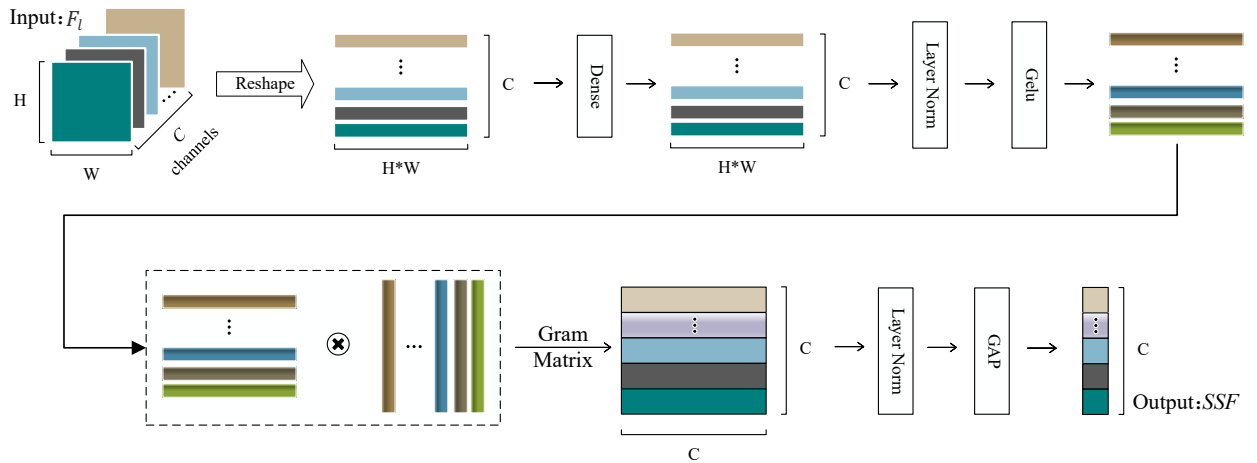 Input: F_l
H
W
C
channels
...
Reshape
...
C
H*W
Dense
...
C
H*W
Layer Norm
Gelu
...
...
...
Gram
Matrix
...
C
C
Layer Norm
GAP
...
C
Output: SSF